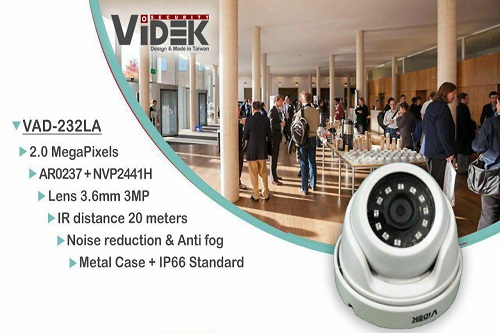 SECURITY
ViDEK
Design & Made in Taiwan
VAD-232LA
2.0 MegaPixels
AR0237 + NVP2441H
Lens 3.6mm 3MP
IR distance 20 meters
Noise reduction & Anti fog
Metal Case + IP66 Standard
ViDEK